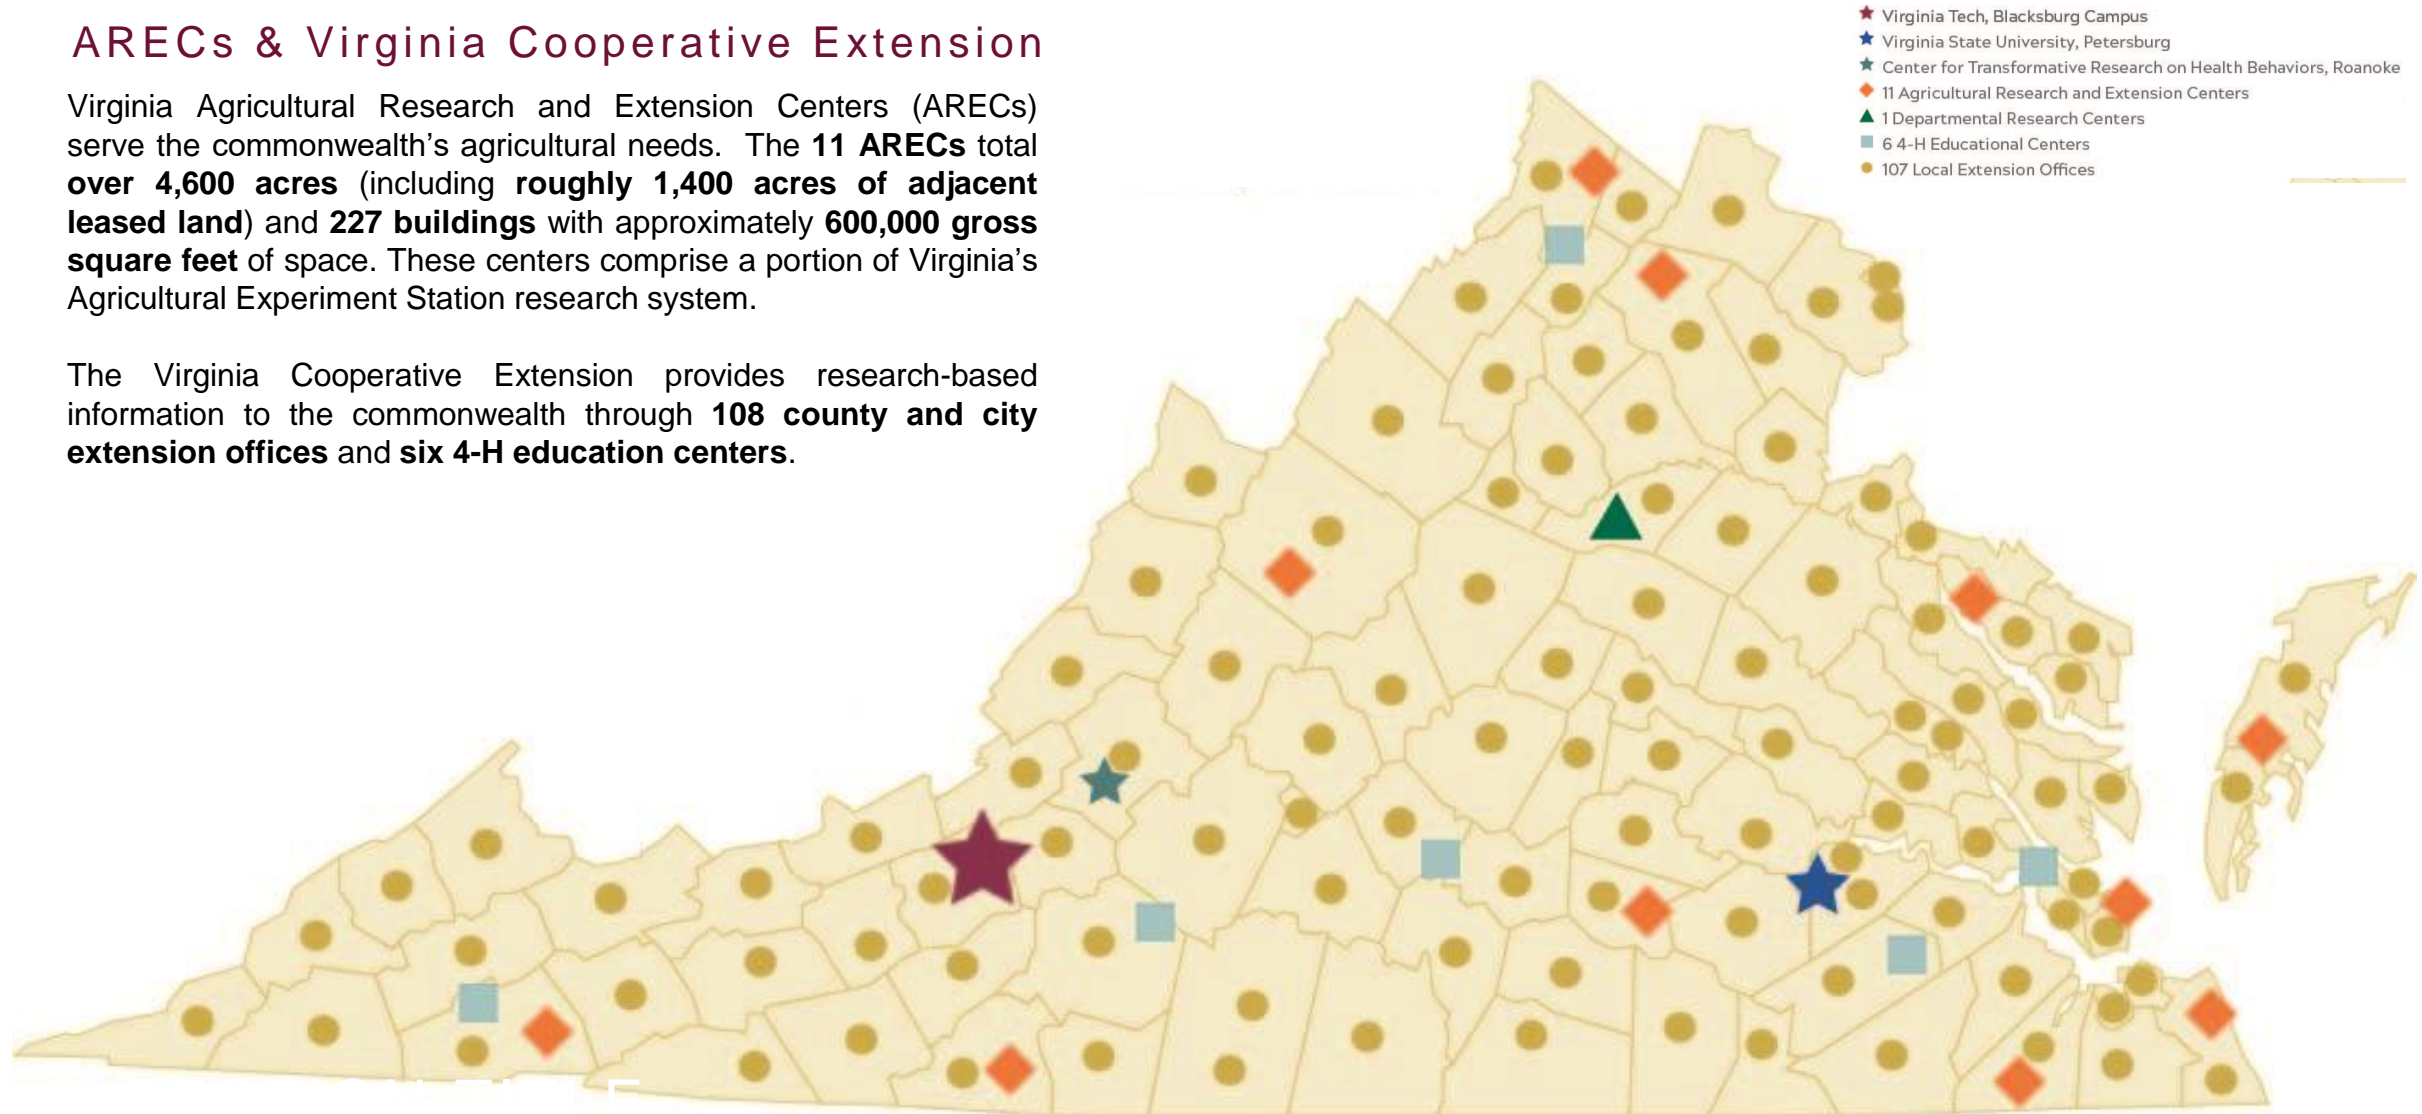 ARECs & Virginia Cooperative Extension
Virginia Agricultural Research and Extension Centers (ARECs)
serve the commonwealth’s agricultural needs. The 11 ARECs total
over 4,600 acres (including roughly 1,400 acres of adjacent
leased land) and 227 buildings with approximately 600,000 gross
square feet of space. These centers comprise a portion of Virginia’s
Agricultural Experiment Station research system.
The Virginia Cooperative Extension provides research-based
information to the commonwealth through 108 county and city
extension offices and six 4-H education centers.
Virginia Tech, Blacksburg Campus
Virginia State University, Petersburg
Center for Transformative Research on Health Behaviors, Roanoke
11 Agricultural Research and Extension Centers
1 Departmental Research Centers
6 4-H Educational Centers
107 Local Extension Offices